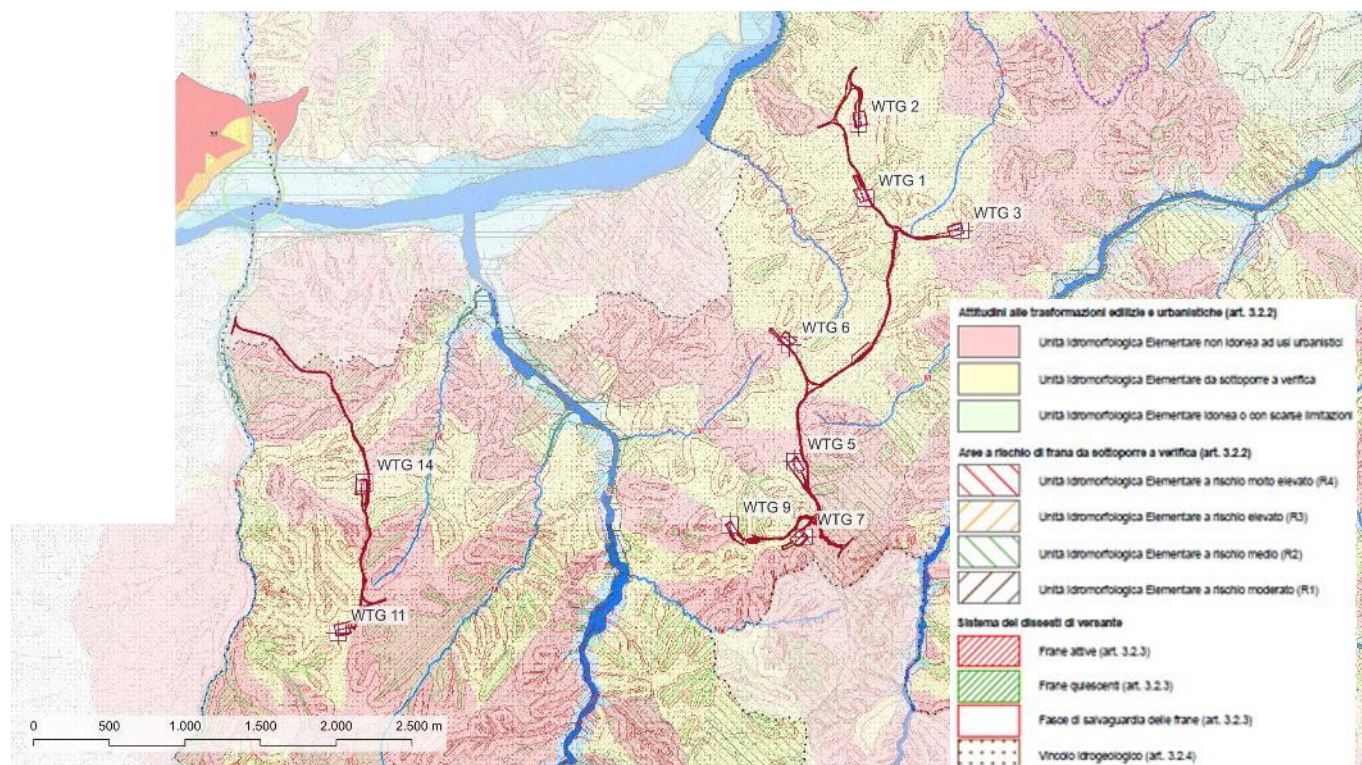 WTG 2
WTG 1
WTG 3
WTG 6
WTG 5
WTG 14
WTG 9
WTG 7
WTG 11
M
M
M
M
M
M
M
M
M
0 500 1.000 1.500 2.000 2.500 m
Attitudini alle trasformazioni edilizie e urbanistiche (art. 3.2.2)
Unità Idromorfologica Elementare non idonea ad usi urbanistici
Unità Idromorfologica Elementare da sottoporre a verifica
Unità Idromorfologica Elementare idonea o con scarse limitazioni
Aree a rischio di frana da sottoporre a verifica (art. 3.2.2)
Unità Idromorfologica Elementare a rischio molto elevato (R4)
Unità Idromorfologica Elementare a rischio elevato (R3)
Unità Idromorfologica Elementare a rischio medio (R2)
Unità Idromorfologica Elementare a rischio moderato (R1)
Sistema dei dissesti di versante
Frane attive (art. 3.2.3)
Frane quiescenti (art. 3.2.3)
Fasce di salvaguardia delle frane (art. 3.2.3)
Vincolo idrogeologico (art. 3.2.4)